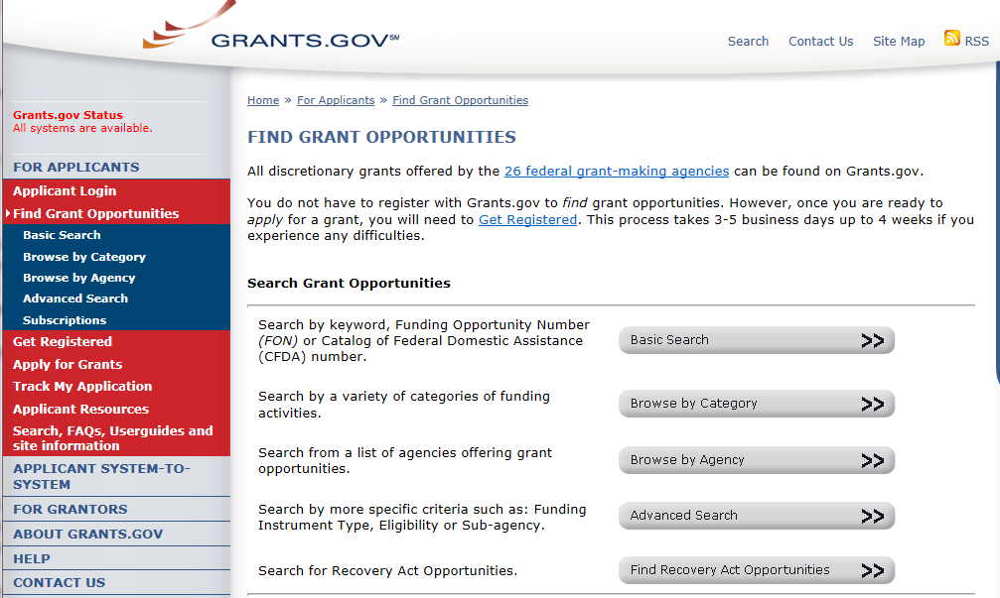 GRANTS.GOV℠
Search Contact Us Site Map RSS
Grants.gov Status
All systems are available.
FOR APPLICANTS
Applicant Login
Find Grant Opportunities
Basic Search
Browse by Category
Browse by Agency
Advanced Search
Subscriptions
Get Registered
Apply for Grants
Track My Application
Applicant Resources
Search, FAQs, Userguides and
site information
APPLICANT SYSTEM-TO-
SYSTEM
FOR GRANTORS
ABOUT GRANTS.GOV
HELP
CONTACT US
Home » For Applicants » Find Grant Opportunities
FIND GRANT OPPORTUNITIES
All discretionary grants offered by the 26 federal grant-making agencies can be found on Grants.gov.
You do not have to register with Grants.gov to find grant opportunities. However, once you are ready to
apply for a grant, you will need to Get Registered. This process takes 3-5 business days up to 4 weeks if you
experience any difficulties.
Search Grant Opportunities
Search by keyword, Funding Opportunity Number
(FON) or Catalog of Federal Domestic Assistance
(CFDA) number.
Basic Search >>
Search by a variety of categories of funding
activities.
Browse by Category >>
Search from a list of agencies offering grant
opportunities.
Browse by Agency >>
Search by more specific criteria such as: Funding
Instrument Type, Eligibility or Sub-agency.
Advanced Search >>
Search for Recovery Act Opportunities.
Find Recovery Act Opportunities >>